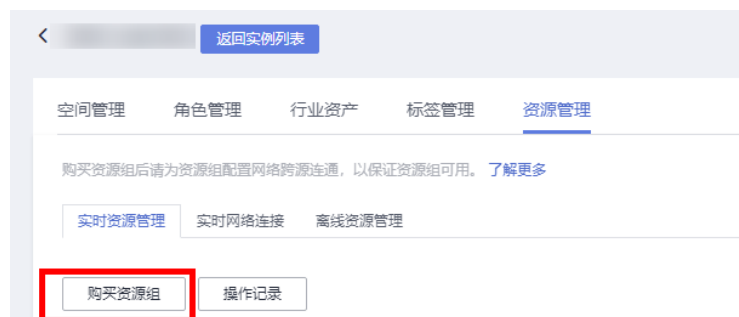 返回实例列表
空间管理 角色管理 行业资产 标签管理 资源管理
购买资源组后请为资源组配置网络跨源连通，以保证资源组可用。 了解更多
实时资源管理 实时网络连接 离线资源管理
购买资源组 操作记录